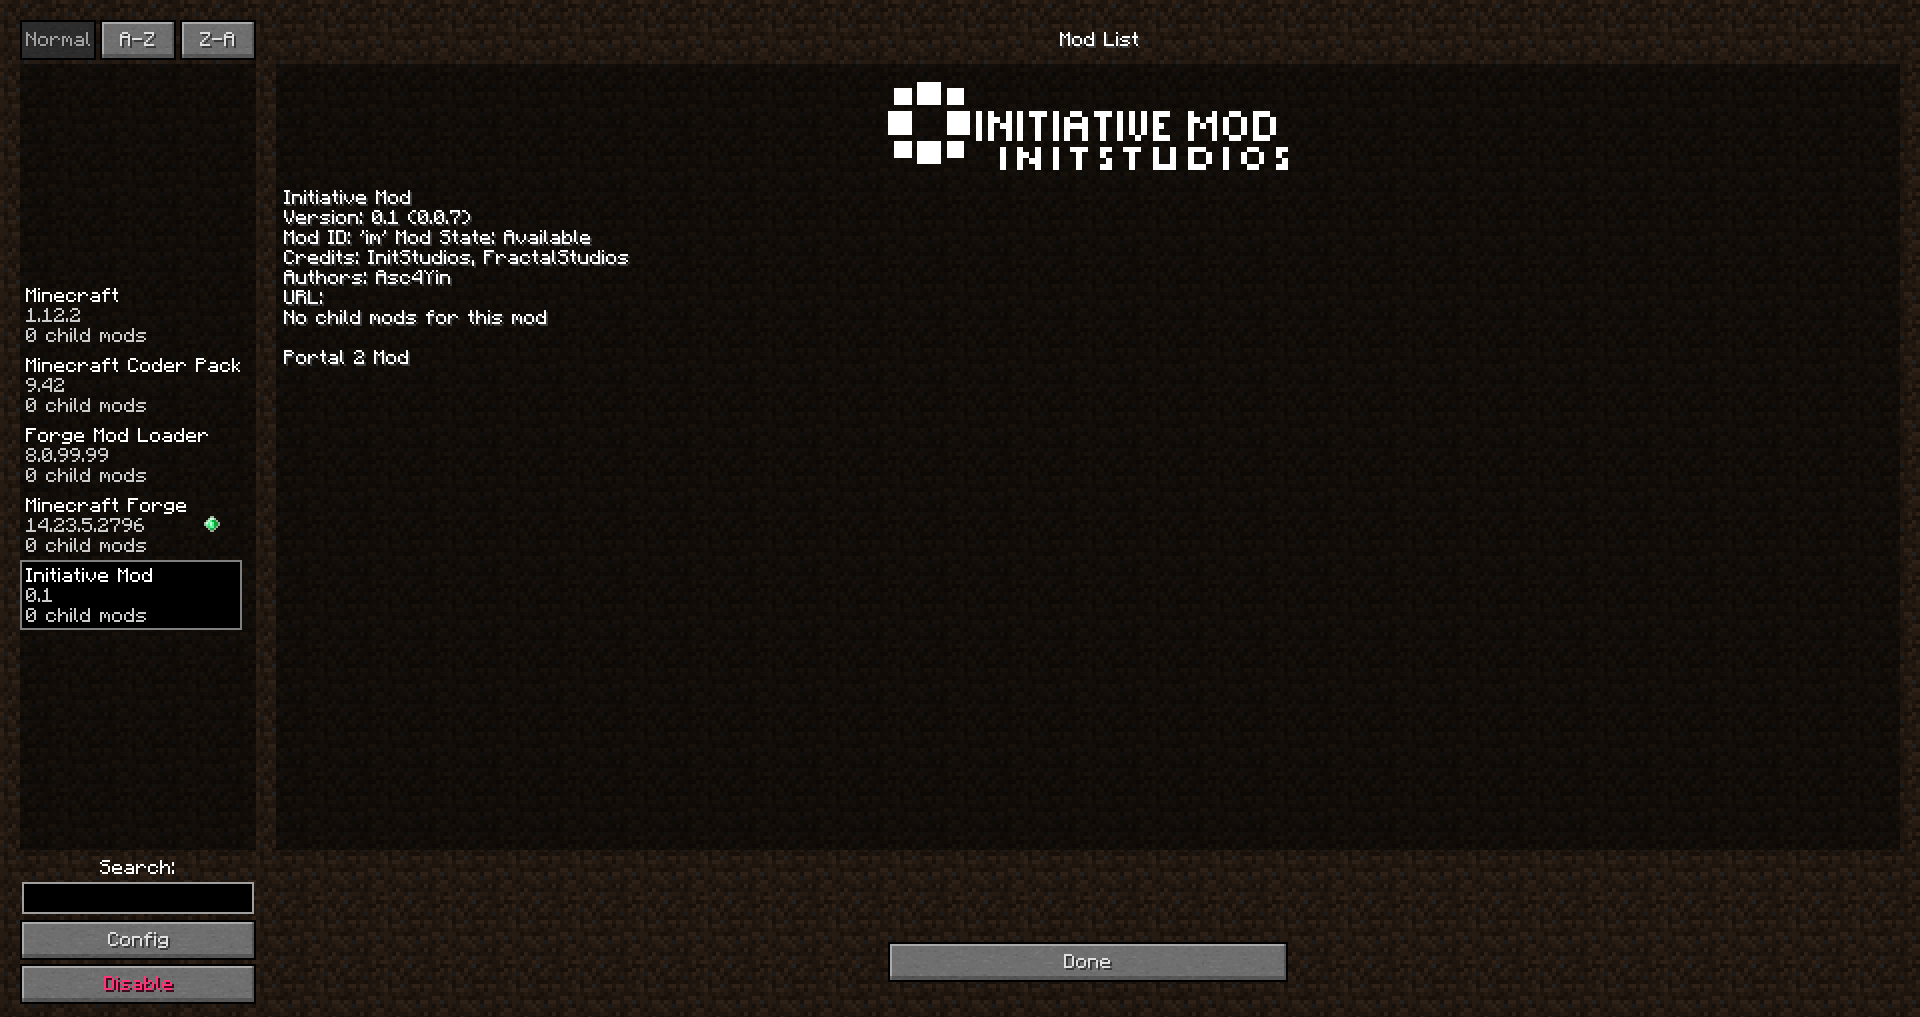 Normal
A-Z
Z-A
Mod List
INITIATIVE MOD
INITSTUDIOS
Initiative Mod
Version: 0.1 (0.0.7)
Mod ID: 'im' Mod State: Available
Credits: InitStudios, FractalStudios
Authors: Asc4Yin
URL:
No child mods for this mod
Portal 2 Mod
Minecraft
1.12.2
0 child mods
Minecraft Coder Pack
9.42
0 child mods
Forge Mod Loader
8.0.99.99
0 child mods
Minecraft Forge
14.23.5.2796
0 child mods
Initiative Mod
0.1
0 child mods
Search:
Config
Disable
Done